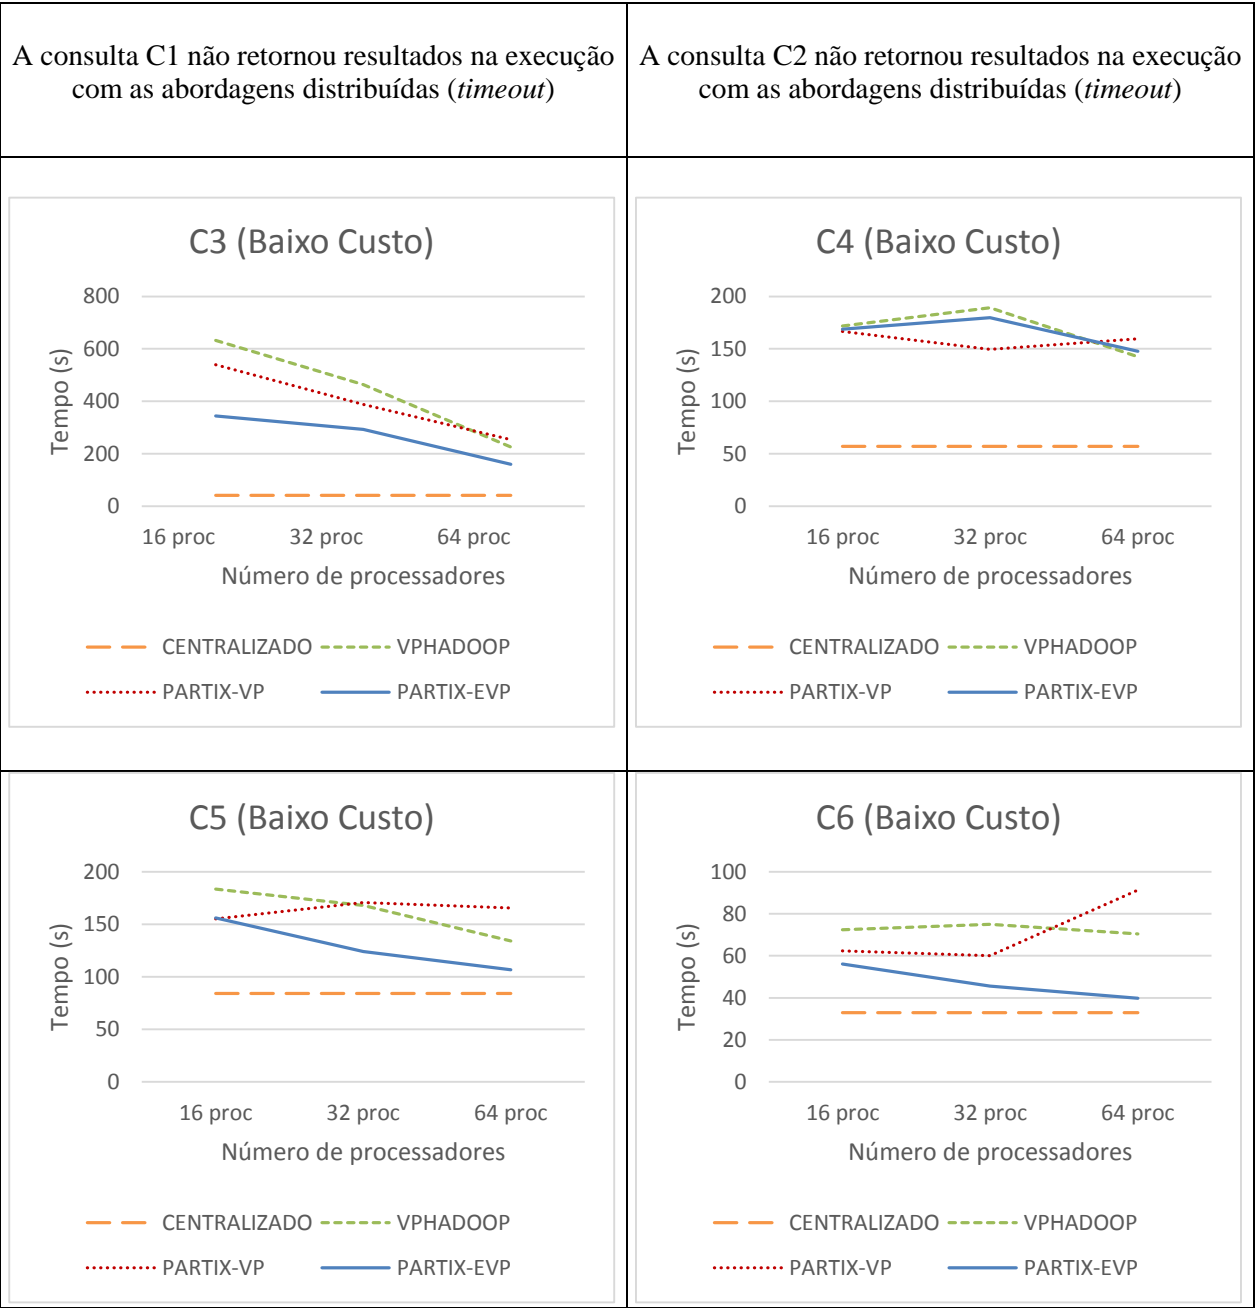 A consulta C1 não retornou resultados na execução
com as abordagens distribuídas (timeout)
A consulta C2 não retornou resultados na execução
com as abordagens distribuídas (timeout)
C3 (Baixo Custo)
800
600
400
200
0
Tempo (s)
16 proc 32 proc 64 proc
Número de processadores
CENTRALIZADO VPHADOOP
PARTIX-VP PARTIX-EVP
C4 (Baixo Custo)
200
150
100
50
0
Tempo (s)
16 proc 32 proc 64 proc
Número de processadores
CENTRALIZADO VPHADOOP
PARTIX-VP PARTIX-EVP
C5 (Baixo Custo)
200
150
100
50
0
Tempo (s)
16 proc 32 proc 64 proc
Número de processadores
CENTRALIZADO VPHADOOP
PARTIX-VP PARTIX-EVP
C6 (Baixo Custo)
100
80
60
40
20
0
Tempo (s)
16 proc 32 proc 64 proc
Número de processadores
CENTRALIZADO VPHADOOP
PARTIX-VP PARTIX-EVP